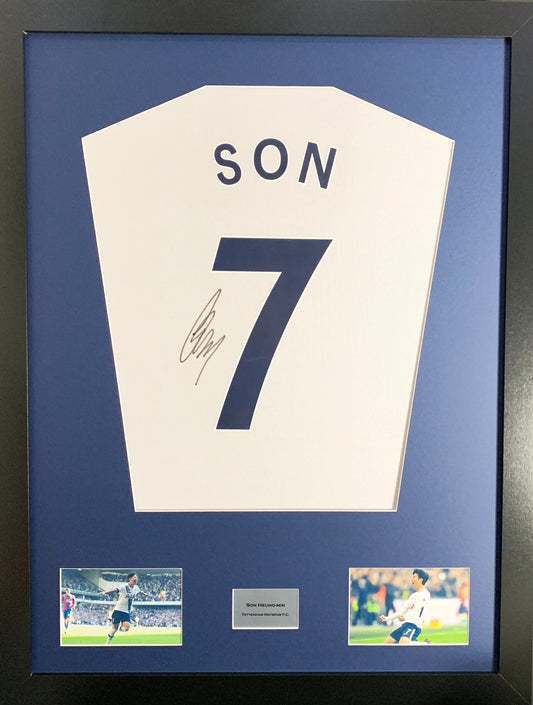 SON
7
SON HEUNG-MIN
TOTTENHAM HOTSPUR F.C.